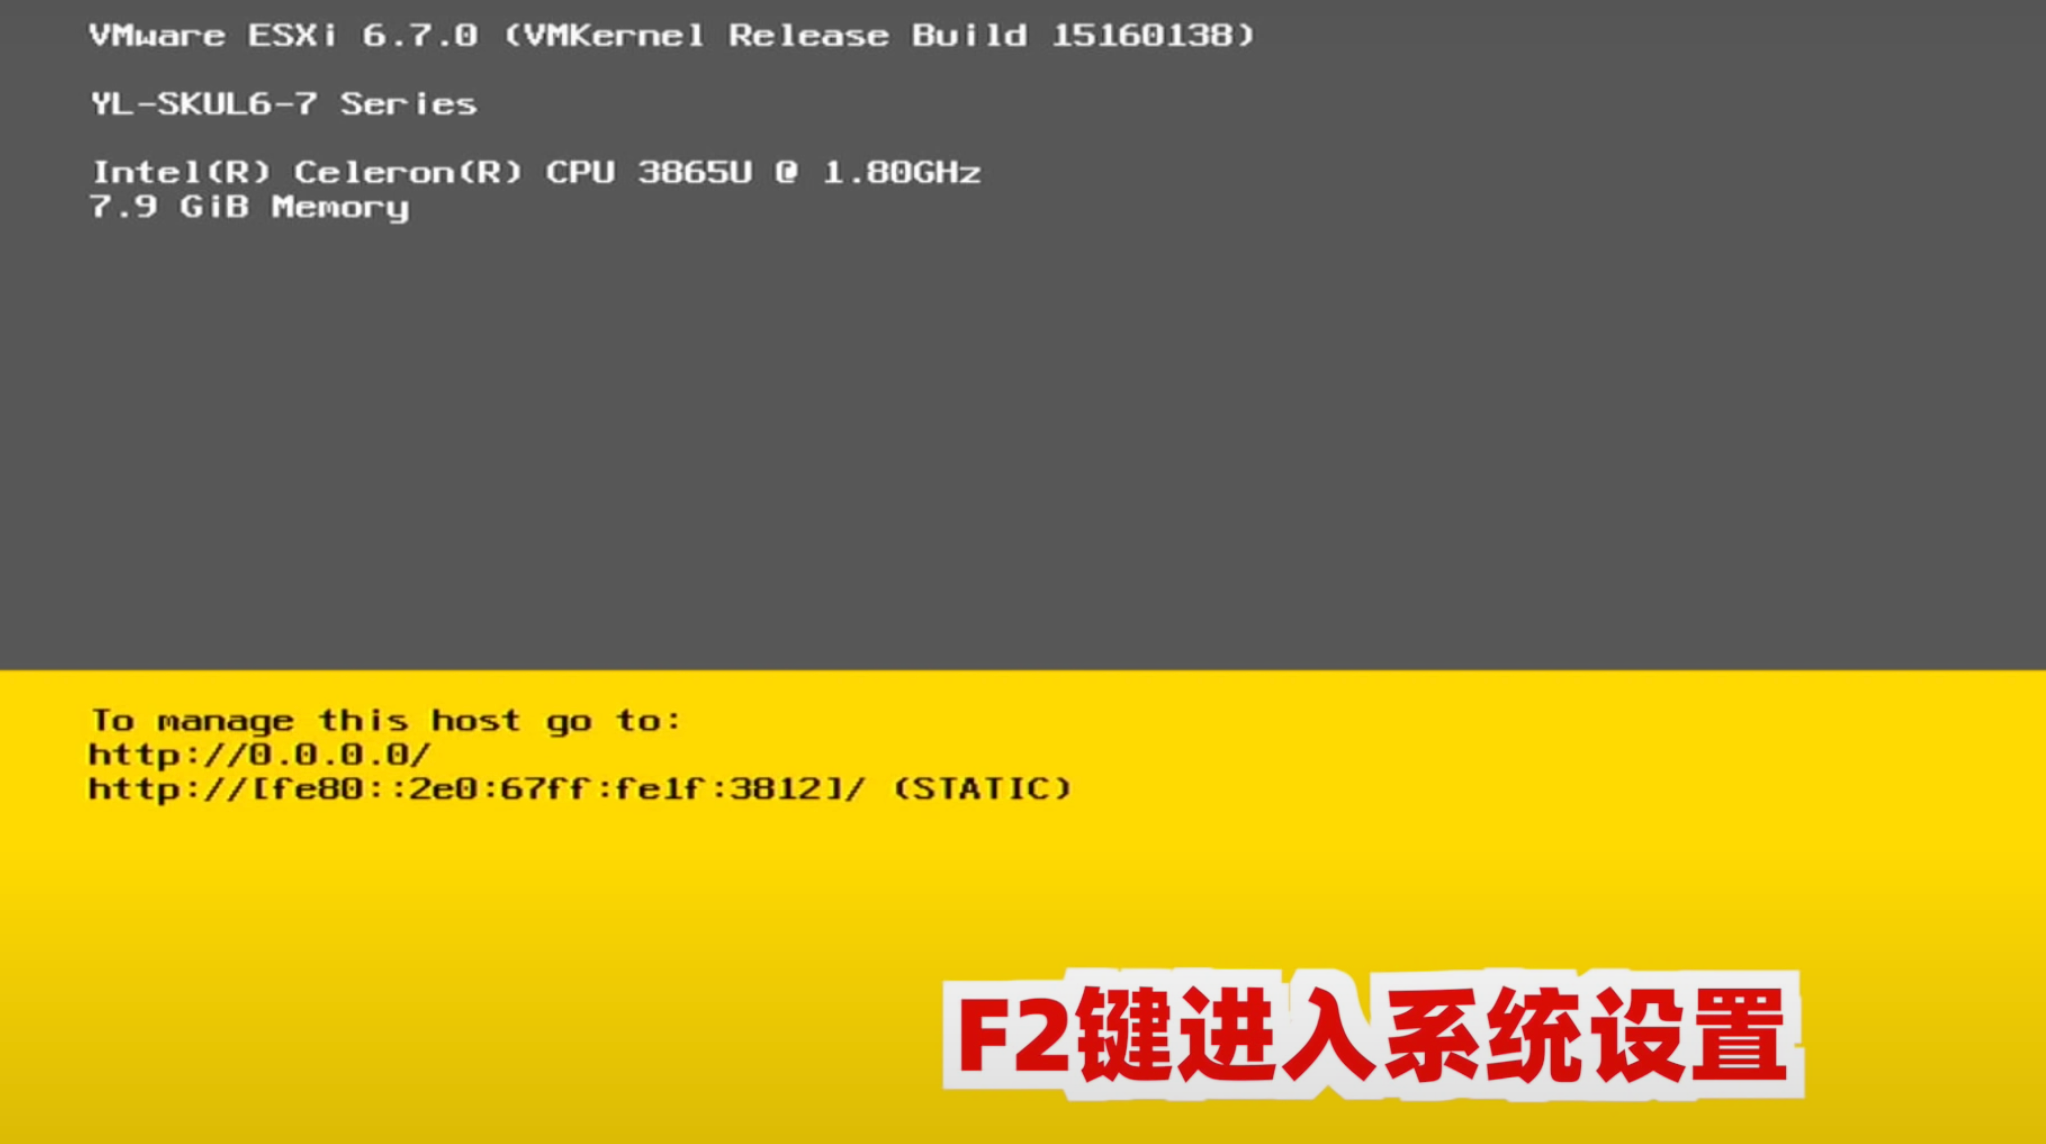 VMware ESXi 6.7.0 (VMKernel Release Build 15160138)
YL-SKUL6-7 Series
Intel(R) Celeron(R) CPU 3865U @ 1.80GHz
7.9 GiB Memory
To manage this host go to:
http://0.0.0.0/
http://[fe80::2e0:67ff:fe1f:3812]/ (STATIC)
F2键进入系统设置